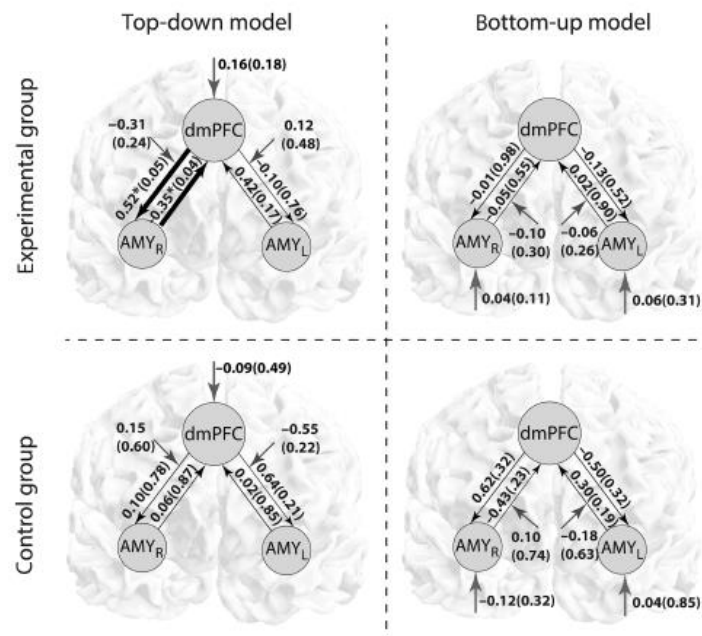 Top-down model
Bottom-up model
Experimental group
0.16(0.18)
dmPFC
−0.31
(0.24)
0.12
(0.48)
0.52*(0.05)
0.35*(0.04)
0.42(0.17)
−0.10(0.76)
AMYR
AMYL
dmPFC
−0.01(0.98)
−0.05(0.55)
0.02(0.90)
−0.13(0.52)
AMYR
−0.10
(0.30)
−0.06
(0.26)
AMYL
0.04(0.11)
0.06(0.31)
Control group
−0.09(0.49)
dmPFC
0.15
(0.60)
−0.55
(0.22)
0.10(0.78)
0.06(0.87)
0.02(0.85)
0.64(0.21)
AMYR
AMYL
dmPFC
0.62(.32)
0.43(.23)
0.30(0.19)
−0.50(0.32)
AMYR
0.10
(0.74)
−0.18
(0.63)
AMYL
−0.12(0.32)
0.04(0.85)